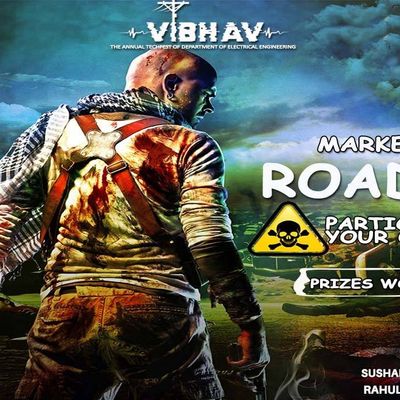 VIBHAV
THE ANNUAL TECHFEST OF DEPARTMENT OF ELECTRICAL ENGINEERING
MARKE
ROAD
PARTIC
YOUR
PRIZES WO
SUSHA
RAHUL